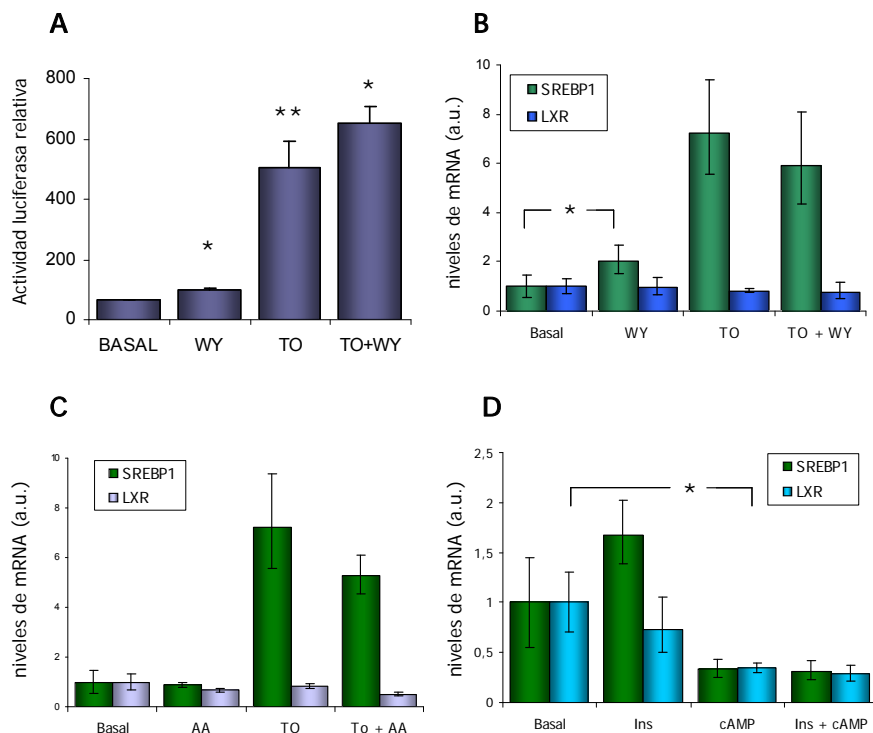 A
Actividad luciferasa relativa
800
600
400
200
0
*
**
*
BASAL WY TO TO+WY
B
niveles de mRNA (a.u.)
10
8
6
4
2
0
SREBP1
LXR
*
Basal WY TO TO + WY
C
niveles de mRNA (a.u.)
10
8
6
4
2
0
SREBP1
LXR
Basal AA TO To + AA
D
niveles de mRNA (a.u.)
2,5
2
1,5
1
0,5
0
SREBP1
LXR
*
Basal Ins cAMP Ins + cAMP